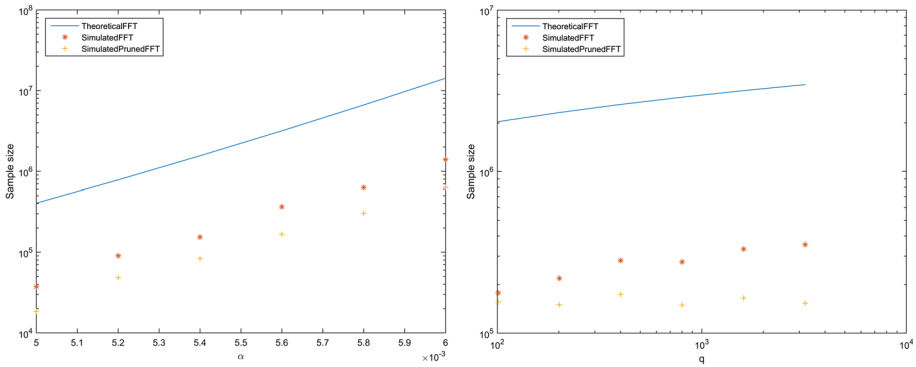 10^8
10^7
10^6
10^5
10^4
Sample size
TheoreticalFFT
SimulatedFFT
SimulatedPrunedFFT
5 5.1 5.2 5.3 5.4 5.5 5.6 5.7 5.8 5.9 6
×10^-3
α
10^7
10^6
10^5
Sample size
TheoreticalFFT
SimulatedFFT
SimulatedPrunedFFT
10^2 10^3 10^4
q